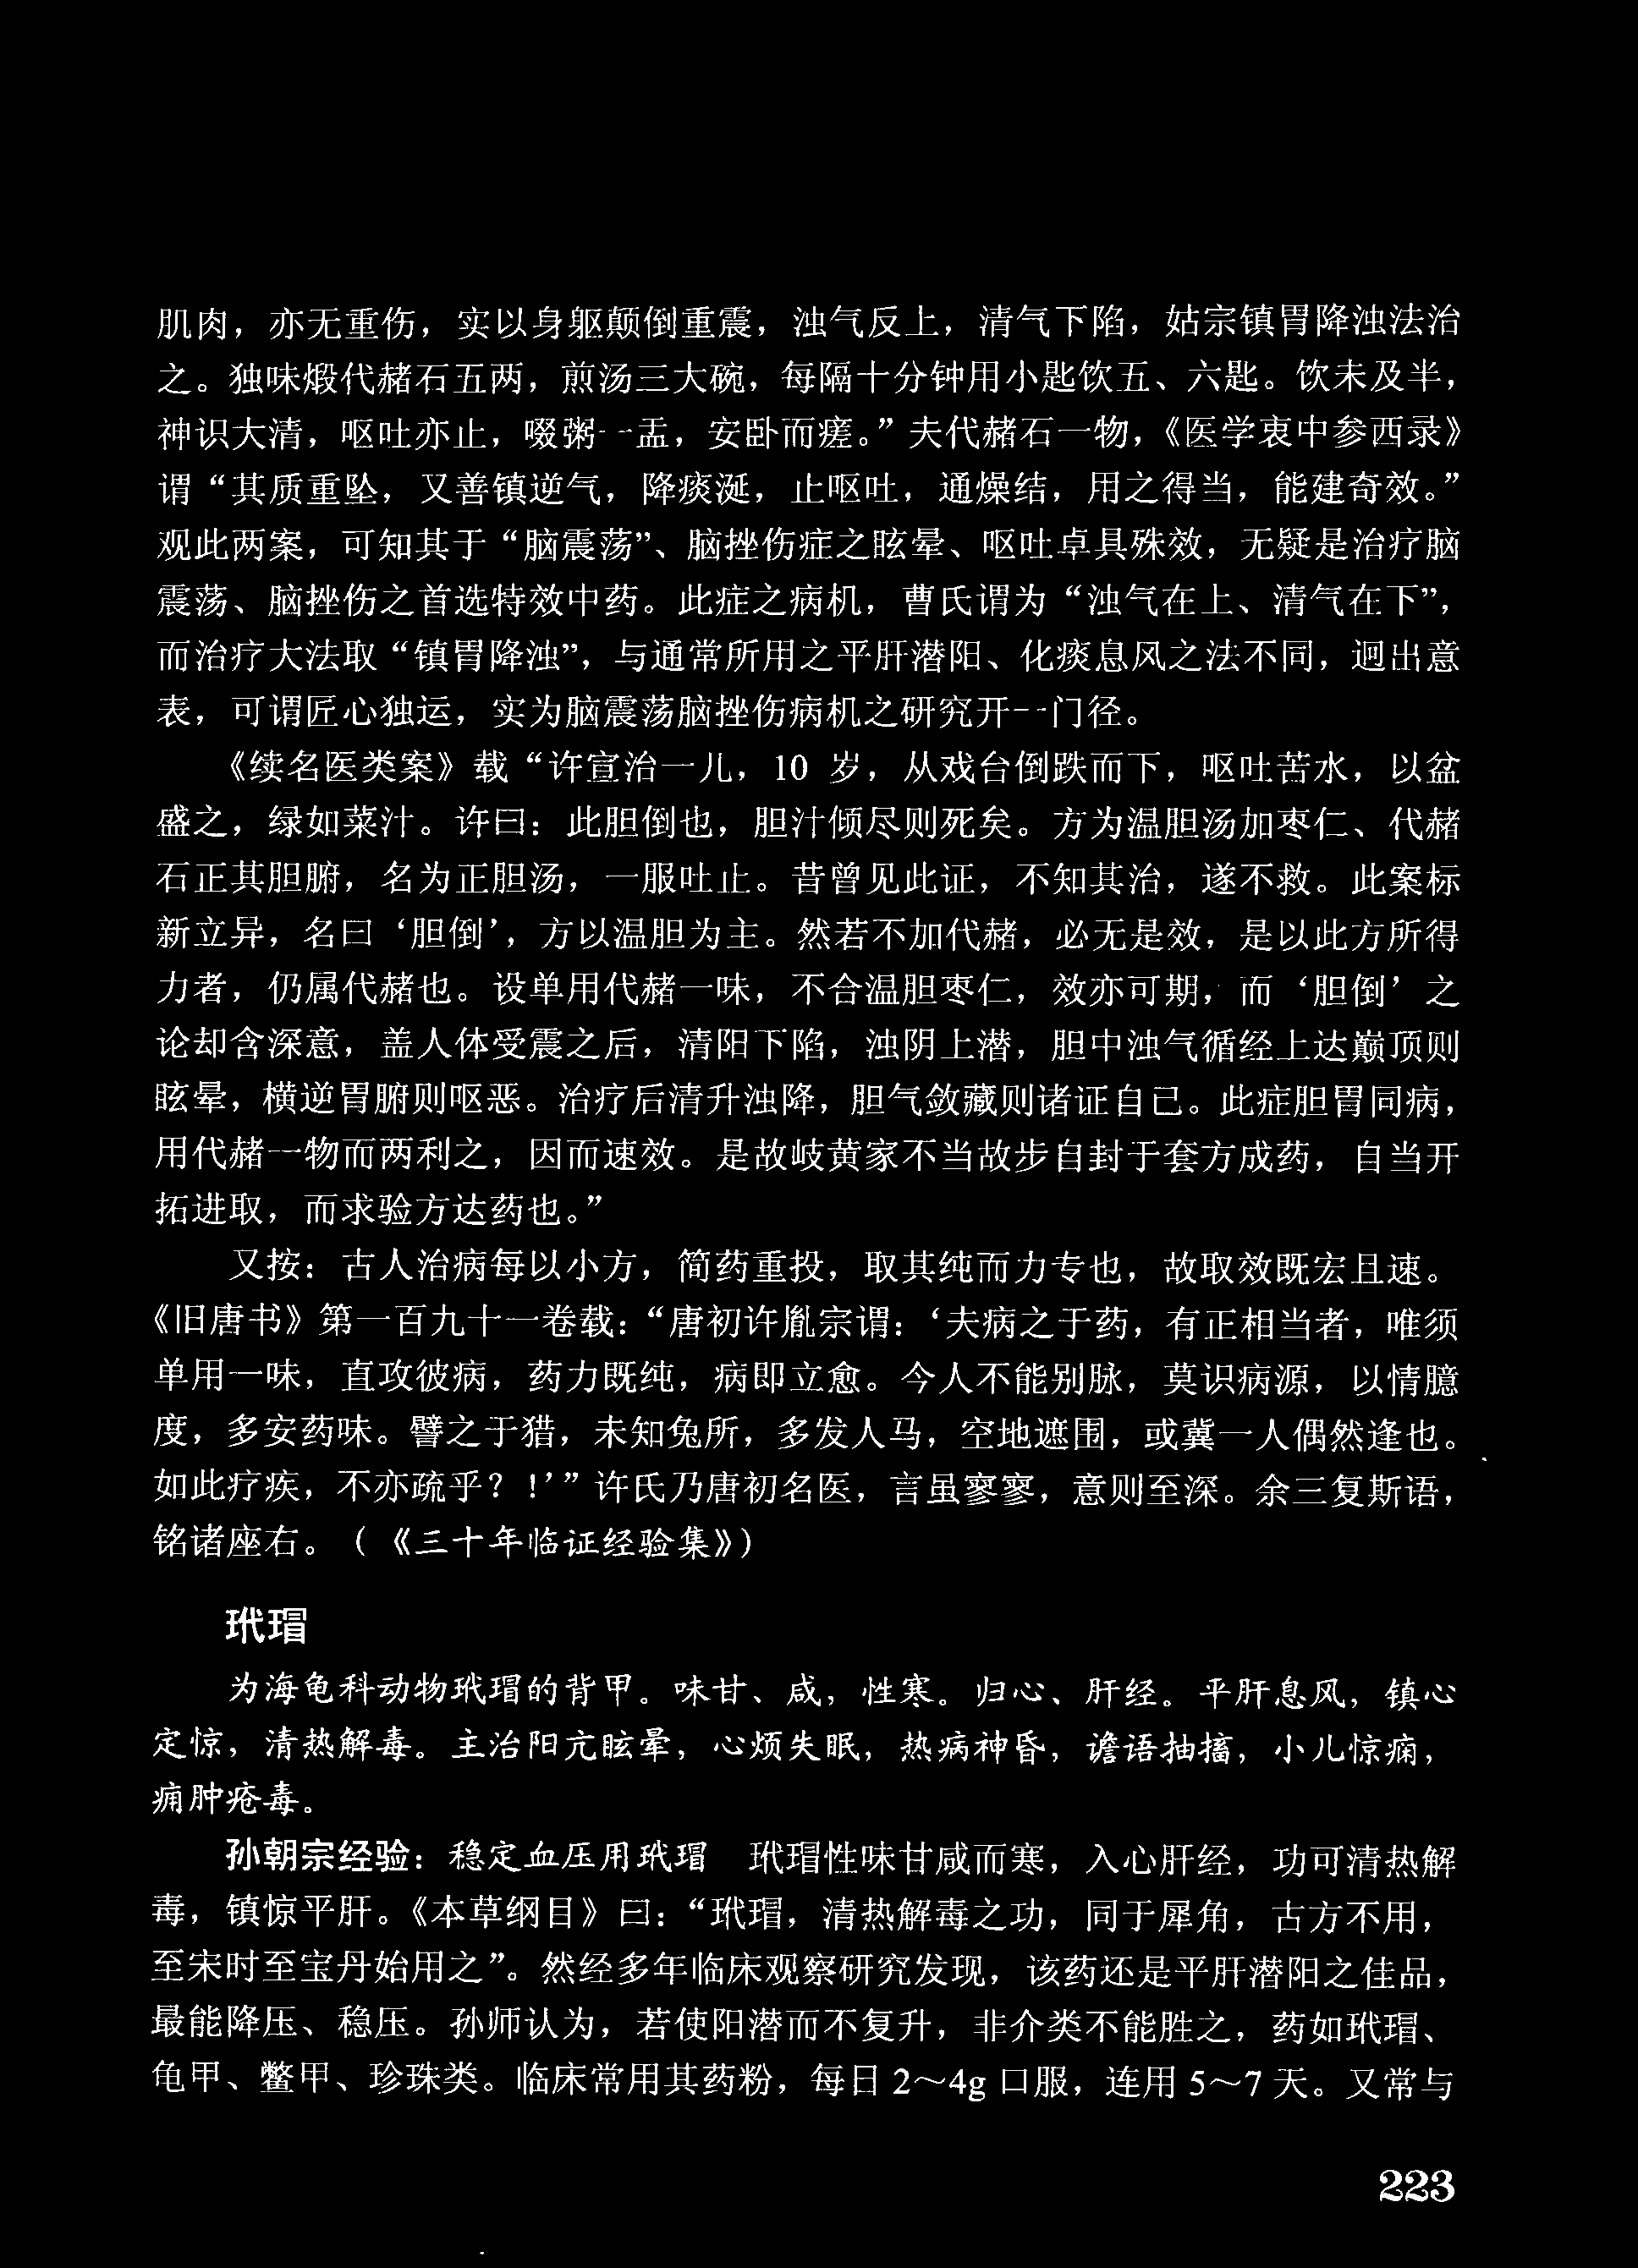 肌肉，亦无重伤，实以身躯颠倒重震，浊气反上，清气下陷，姑宗镇胃降浊法治
之。独味煅代赭石五两，煎汤三大碗，每隔十分钟用小匙饮五、六匙。饮未及半，
神识大清，呕吐亦止，啜粥一盂，安卧而瘥。”夫代赭石一物，《医学衷中参西录》
谓“其质重坠，又善镇逆气，降痰涎，止呕吐，通燥结，用之得当，能建奇效。”
观此两案，可知其于“脑震荡”、脑挫伤症之眩晕、呕吐卓具殊效，无疑是治疗脑
震荡、脑挫伤之首选特效中药。此症之病机，曹氏谓为“浊气在上、清气在下”，
而治疗大法取“镇胃降浊”，与通常所用之平肝潜阳、化痰息风之法不同，迥出意
表，可谓匠心独运，实为脑震荡脑挫伤病机之研究开一门径。
《续名医类案》载“许宣治一儿，10 岁，从戏台倒跌而下，呕吐苦水，以盆
盛之，绿如菜汁。许曰：此胆倒也，胆汁倾尽则死矣。方为温胆汤加枣仁、代赭
石正其胆腑，名为正胆汤，一服吐止。昔曾见此证，不知其治，遂不救。此案标
新立异，名曰‘胆倒’，方以温胆为主。然若不加代赭，必无是效，是以此方所得
力者，仍属代赭也。设单用代赭一味，不合温胆枣仁，效亦可期，而‘胆倒’之
论却含深意，盖人体受震之后，清阳下陷，浊阴上潜，胆中浊气循经上达巅顶则
眩晕，横逆胃腑则呕恶。治疗后清升浊降，胆气敛藏则诸证自已。此症胆胃同病，
用代赭一物而两利之，因而速效。是故岐黄家不当故步自封于套方成药，自当开
拓进取，而求验方达药也。”
又按：古人治病每以小方，简药重投，取其纯而力专也，故取效既宏且速。
《旧唐书》第一百九十一卷载：“唐初许胤宗谓：‘夫病之于药，有正相当者，唯须
单用一味，直攻彼病，药力既纯，病即立愈。今人不能别脉，莫识病源，以情臆
度，多安药味。譬之于猎，未知兔所，多发人马，空地遮围，或冀一人偶然逢也。
如此疗疾，不亦疏乎？！’”许氏乃唐初名医，言虽寥寥，意则至深。余三复斯语，
铭诸座右。（《三十年临证经验集》）
玳瑁
为海龟科动物玳瑁的背甲。味甘、咸，性寒。归心、肝经。平肝息风，镇心
定惊，清热解毒。主治阳亢眩晕，心烦失眠，热病神昏，谵语抽搐，小儿惊痫，
痈肿疮毒。
孙朝宗经验：稳定血压用玳瑁　玳瑁性味甘咸而寒，入心肝经，功可清热解
毒，镇惊平肝。《本草纲目》曰：“玳瑁，清热解毒之功，同于犀角，古方不用，
至宋时至宝丹始用之”。然经多年临床观察研究发现，该药还是平肝潜阳之佳品，
最能降压、稳压。孙师认为，若使阳潜而不复升，非介类不能胜之，药如玳瑁、
龟甲、鳖甲、珍珠类。临床常用其药粉，每日 2～4g 口服，连用 5～7 天。又常与
223